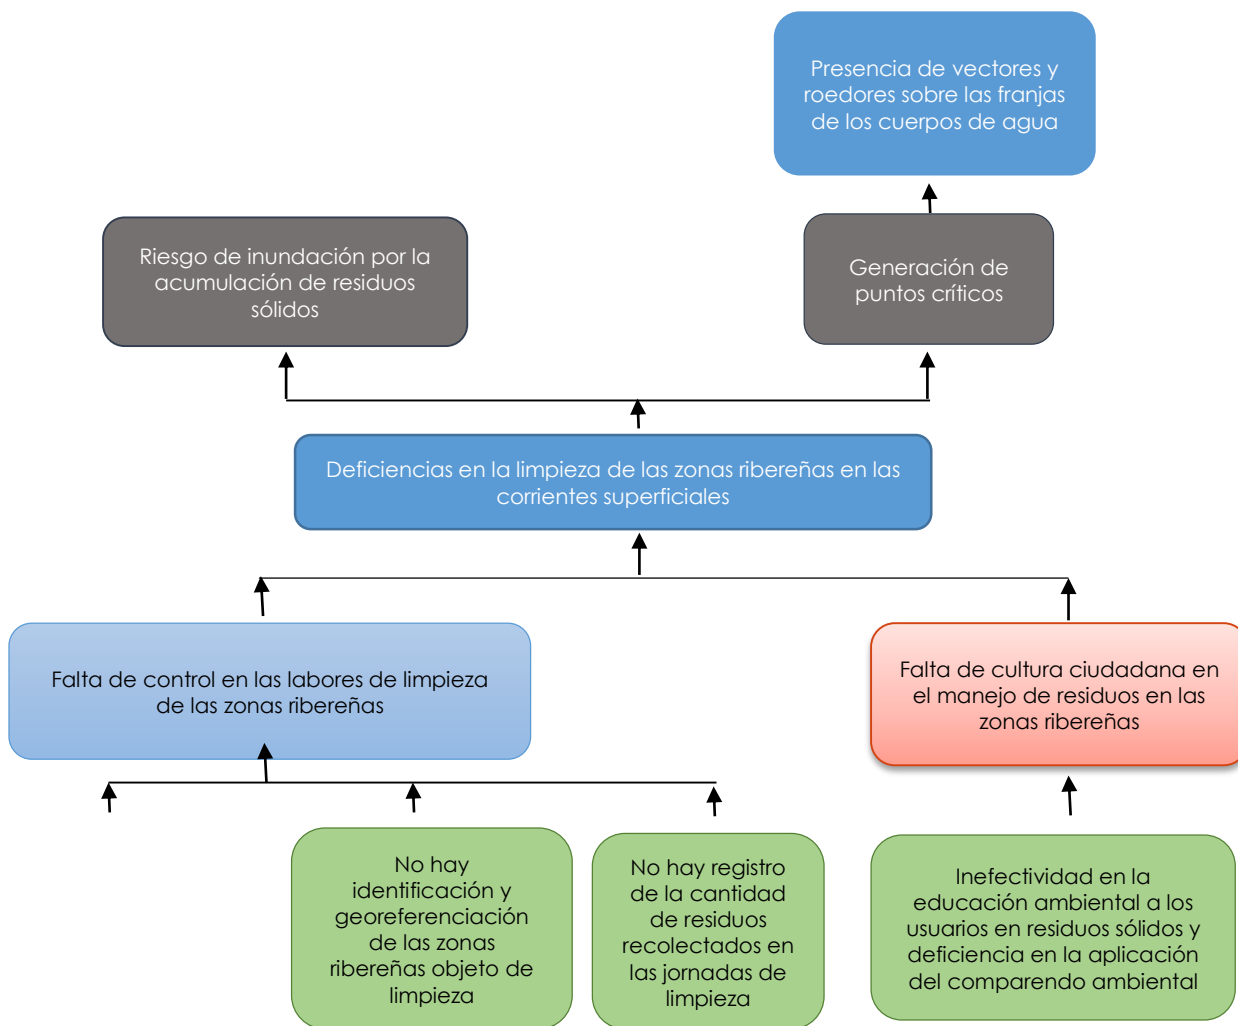 Presencia de vectores y
roedores sobre las franjas
de los cuerpos de agua
Riesgo de inundación por la
acumulación de residuos
sólidos
Generación de
puntos críticos
Deficiencias en la limpieza de las zonas ribereñas en las
corrientes superficiales
Falta de control en las labores de limpieza
de las zonas ribereñas
Falta de cultura ciudadana en
el manejo de residuos en las
zonas ribereñas
No hay
identificación y
georeferenciación
de las zonas
ribereñas objeto de
limpieza
No hay registro
de la cantidad
de residuos
recolectados en
las jornadas de
limpieza
Inefectividad en la
educación ambiental a los
usuarios en residuos sólidos y
deficiencia en la aplicación
del comparendo ambiental